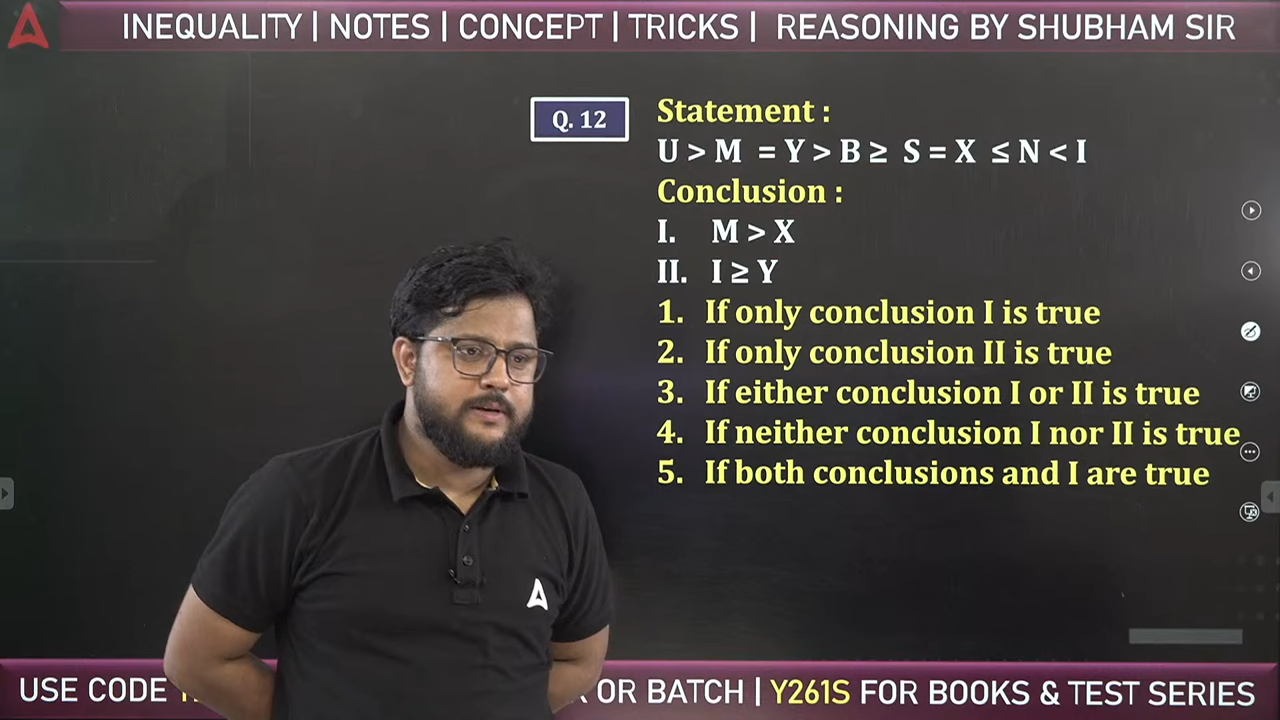 INEQUALITY | NOTES | CONCEPT | TRICKS | REASONING BY SHUBHAM SIR
Q. 12
Statement :
U > M = Y > B ≥ S = X ≤ N < I
Conclusion :
I. M > X
II. I ≥ Y
1. If only conclusion I is true
2. If only conclusion II is true
3. If either conclusion I or II is true
4. If neither conclusion I nor II is true
5. If both conclusions and I are true
USE CODE OR BATCH | Y261S FOR BOOKS & TEST SERIES